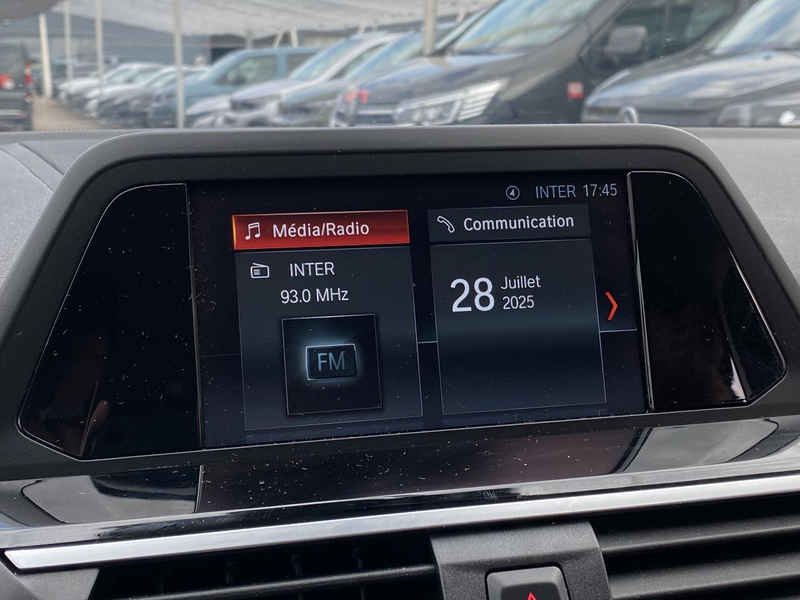 INTER 17:45
Média/Radio
INTER
93.0 MHz
FM
Communication
28 Juillet
2025